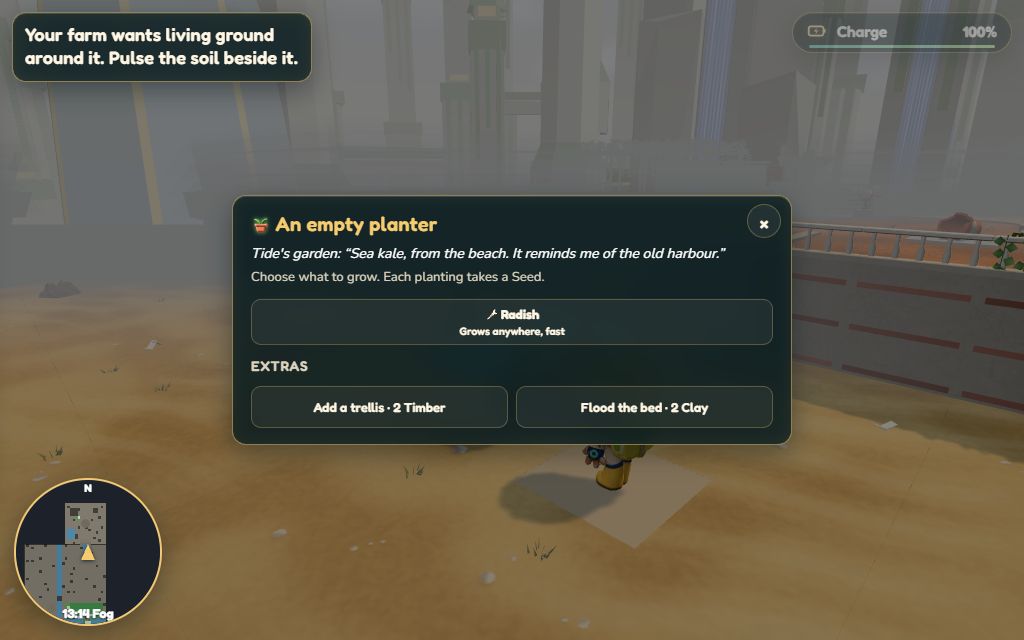 Your farm wants living ground
around it. Pulse the soil beside it.
Charge 100%
An empty planter
Tide's garden: “Sea kale, from the beach. It reminds me of the old harbour.”
Choose what to grow. Each planting takes a Seed.
Radish
Grows anywhere, fast
EXTRAS
Add a trellis · 2 Timber
Flood the bed · 2 Clay
N
13:14 Fog